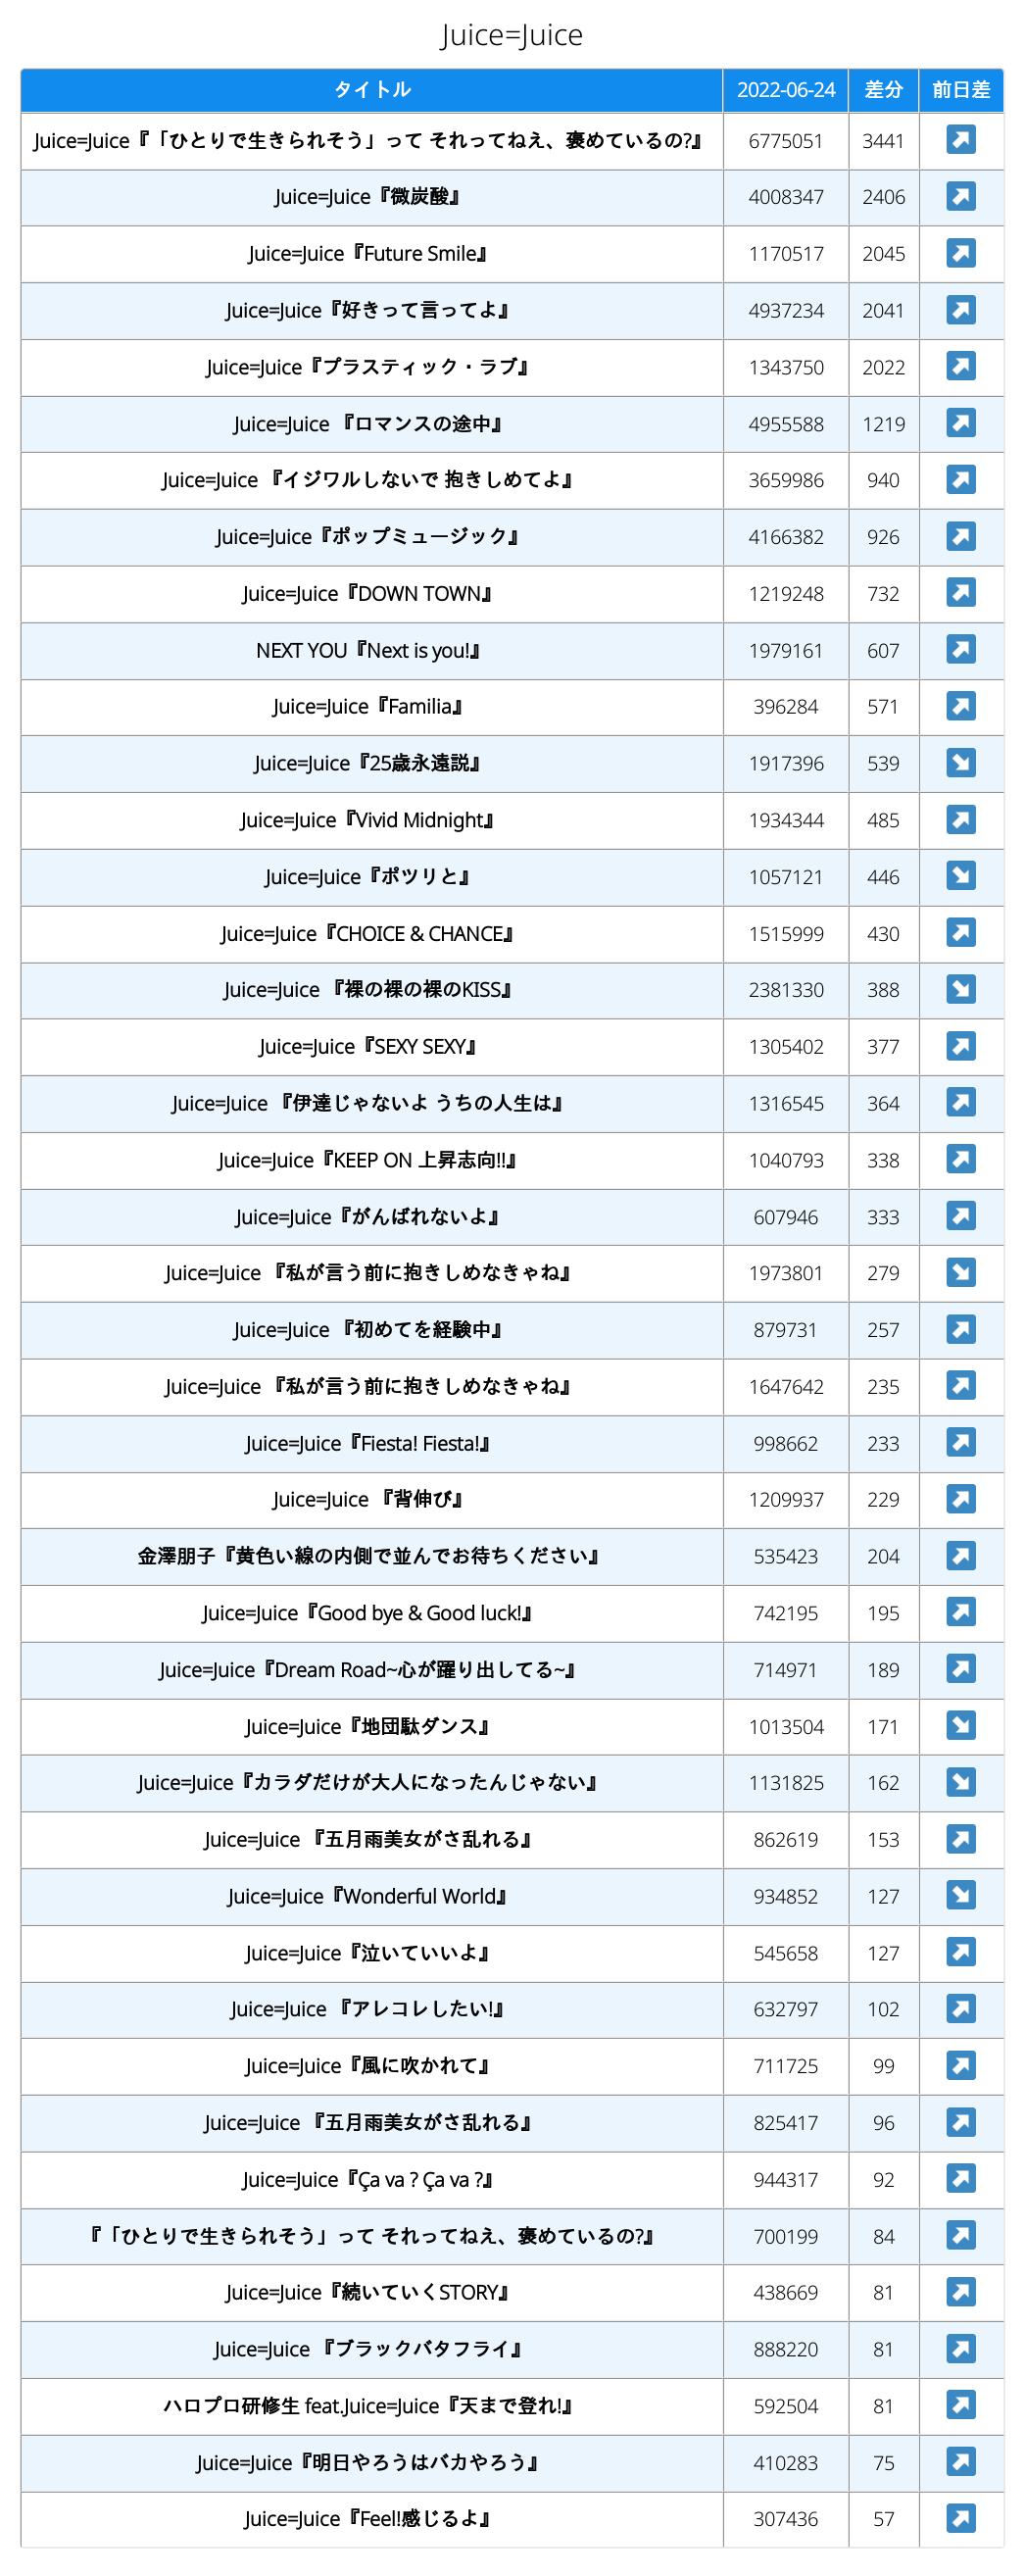 Juice=Juice
タイトル 2022-06-24 差分 前日差
Juice=Juice『「ひとりで生きられそう」って それってねえ、褒めているの?』 6775051 3441
Juice=Juice『微炭酸』 4008347 2406
Juice=Juice『Future Smile』 1170517 2045
Juice=Juice『好きって言ってよ』 4937234 2041
Juice=Juice『プラスティック・ラブ』 1343750 2022
Juice=Juice 『ロマンスの途中』 4955588 1219
Juice=Juice 『イジワルしないで 抱きしめてよ』 3659986 940
Juice=Juice『ポップミュージック』 4166382 926
Juice=Juice『DOWN TOWN』 1219248 732
NEXT YOU『Next is you!』 1979161 607
Juice=Juice『Familia』 396284 571
Juice=Juice『25歳永遠説』 1917396 539
Juice=Juice『Vivid Midnight』 1934344 485
Juice=Juice『ポツリと』 1057121 446
Juice=Juice『CHOICE & CHANCE』 1515999 430
Juice=Juice 『裸の裸の裸のKISS』 2381330 388
Juice=Juice『SEXY SEXY』 1305402 377
Juice=Juice 『伊達じゃないよ うちの人生は』 1316545 364
Juice=Juice『KEEP ON 上昇志向!!』 1040793 338
Juice=Juice『がんばれないよ』 607946 333
Juice=Juice 『私が言う前に抱きしめなきゃね』 1973801 279
Juice=Juice 『初めてを経験中』 879731 257
Juice=Juice 『私が言う前に抱きしめなきゃね』 1647642 235
Juice=Juice『Fiesta! Fiesta!』 998662 233
Juice=Juice 『背伸び』 1209937 229
金澤朋子『黄色い線の内側で並んでお待ちください』 535423 204
Juice=Juice『Good bye & Good luck!』 742195 195
Juice=Juice『Dream Road~心が躍り出してる~』 714971 189
Juice=Juice『地団駄ダンス』 1013504 171
Juice=Juice『カラダだけが大人になったんじゃない』 1131825 162
Juice=Juice 『五月雨美女がさ乱れる』 862619 153
Juice=Juice『Wonderful World』 934852 127
Juice=Juice『泣いていいよ』 545658 127
Juice=Juice 『アレコレしたい!』 632797 102
Juice=Juice『風に吹かれて』 711725 99
Juice=Juice 『五月雨美女がさ乱れる』 825417 96
Juice=Juice『Ça va ? Ça va ?』 944317 92
『「ひとりで生きられそう」って それってねえ、褒めているの?』 700199 84
Juice=Juice『続いていくSTORY』 438669 81
Juice=Juice 『ブラックバタフライ』 888220 81
ハロプロ研修生 feat.Juice=Juice『天まで登れ!』 592504 81
Juice=Juice『明日やろうはバカやろう』 410283 75
Juice=Juice『Feel!感じるよ』 307436 57